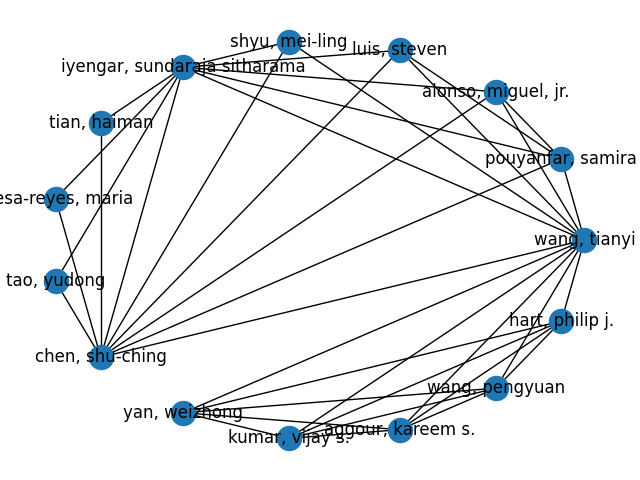 shyu, mei-ling
luis, steven
iyengar, sundaraja sitharama
alonso, miguel, jr.
tian, haiman
pouyanfar, samira
esa-reyes, maria
wang, tianyi
tao, yudong
hart, philip j.
chen, shu-ching
wang, pengyuan
yan, weizhong
aggour, kareem s.
kumar, vijay s.